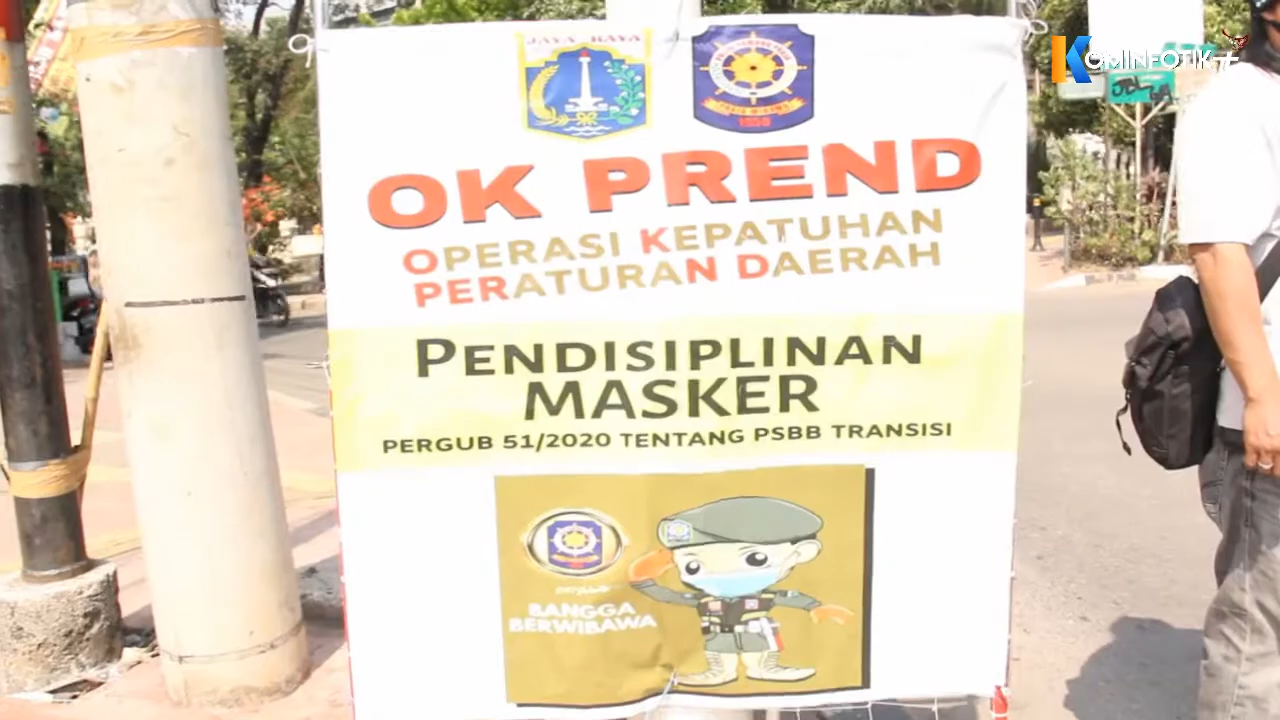 KOMINFOTIK
JAYA RAYA
1950
OK PREND
OPERASI KEPATUHAN
PERATURAN DAERAH
PENDISIPLINAN
MASKER
PERGUB 51/2020 TENTANG PSBB TRANSISI
BANGGA
BERWIBAWA